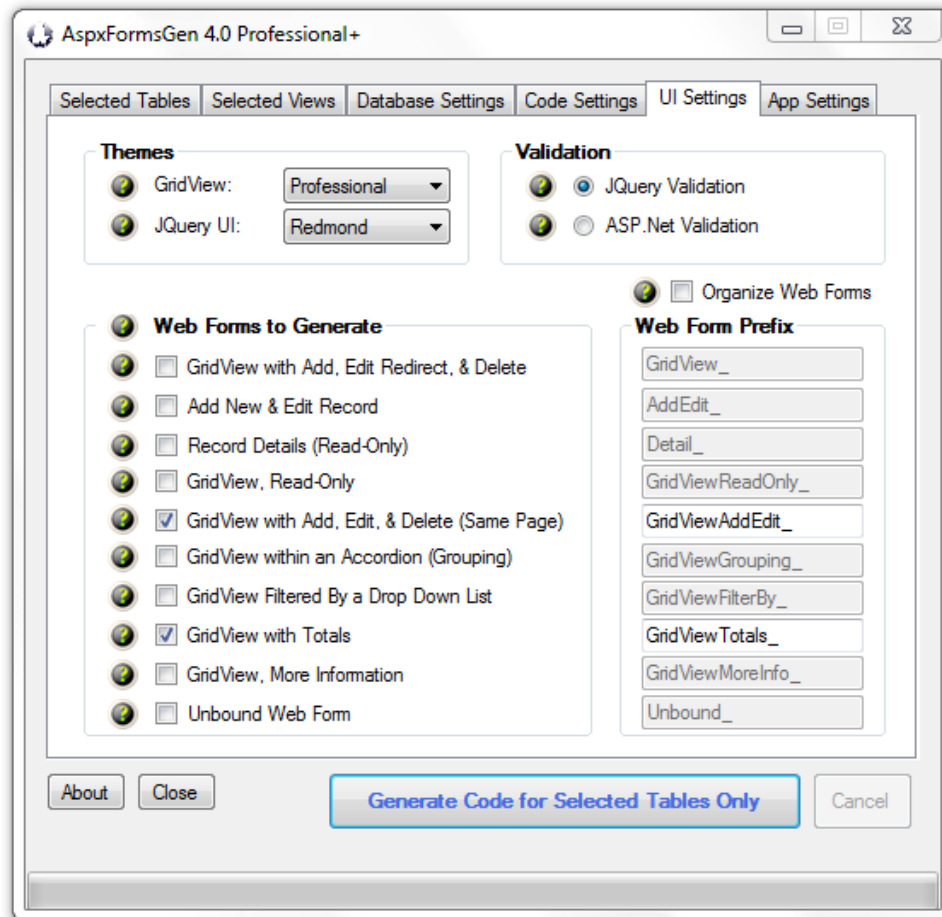 AspxFormsGen 4.0 Professional+
Selected Tables Selected Views Database Settings Code Settings UI Settings App Settings
Themes
GridView: Professional
JQuery UI: Redmond
Validation
JQuery Validation
ASP.Net Validation
Organize Web Forms
Web Forms to Generate
GridView with Add, Edit Redirect, & Delete
Add New & Edit Record
Record Details (Read-Only)
GridView, Read-Only
GridView with Add, Edit, & Delete (Same Page)
GridView within an Accordion (Grouping)
GridView Filtered By a Drop Down List
GridView with Totals
GridView, More Information
Unbound Web Form
Web Form Prefix
GridView_
AddEdit_
Detail_
GridViewReadOnly_
GridViewAddEdit_
GridViewGrouping_
GridViewFilterBy_
GridViewTotals_
GridViewMoreInfo_
Unbound_
About Close Generate Code for Selected Tables Only Cancel